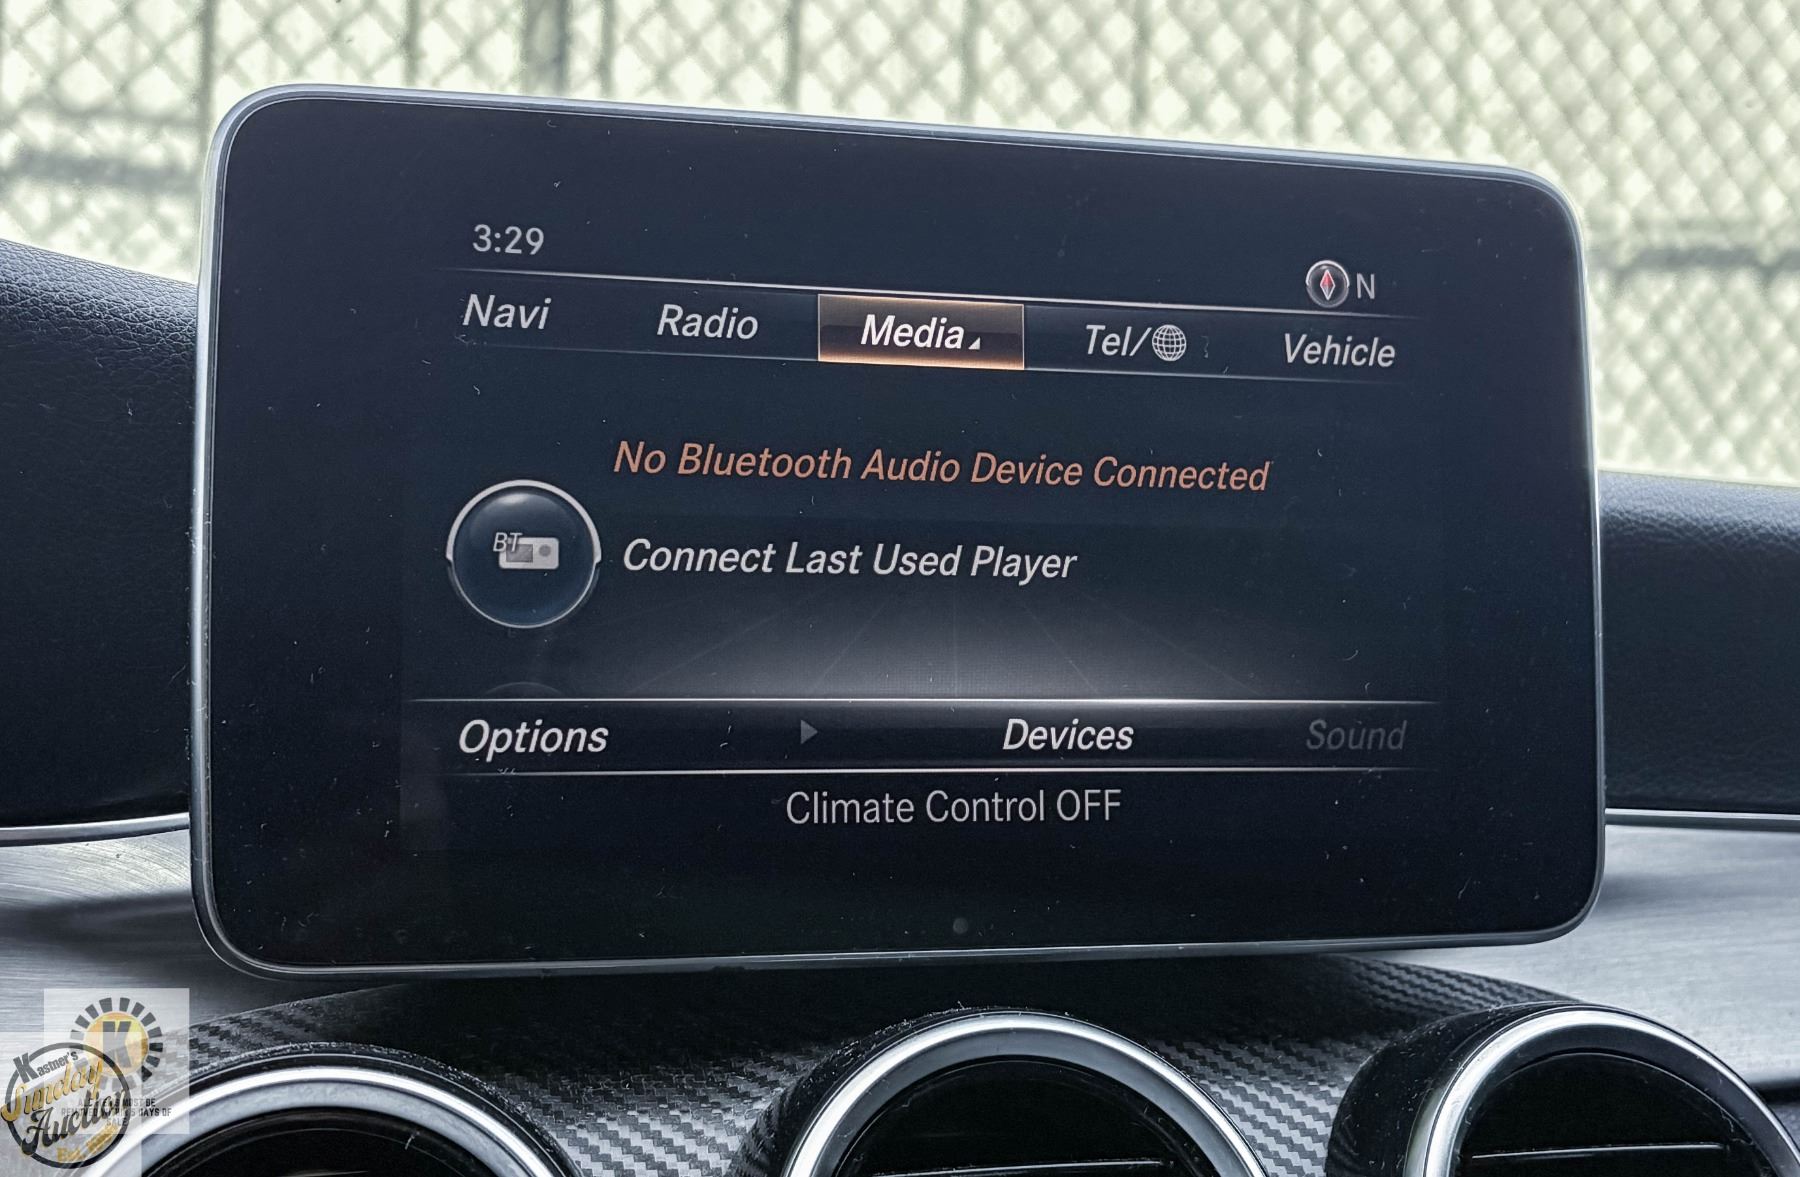 3:29
N
Navi Radio Media Tel/ Vehicle
No Bluetooth Audio Device Connected
BT
Connect Last Used Player
Options Devices Sound
Climate Control OFF
K
Kastner's
Sunday
Auction